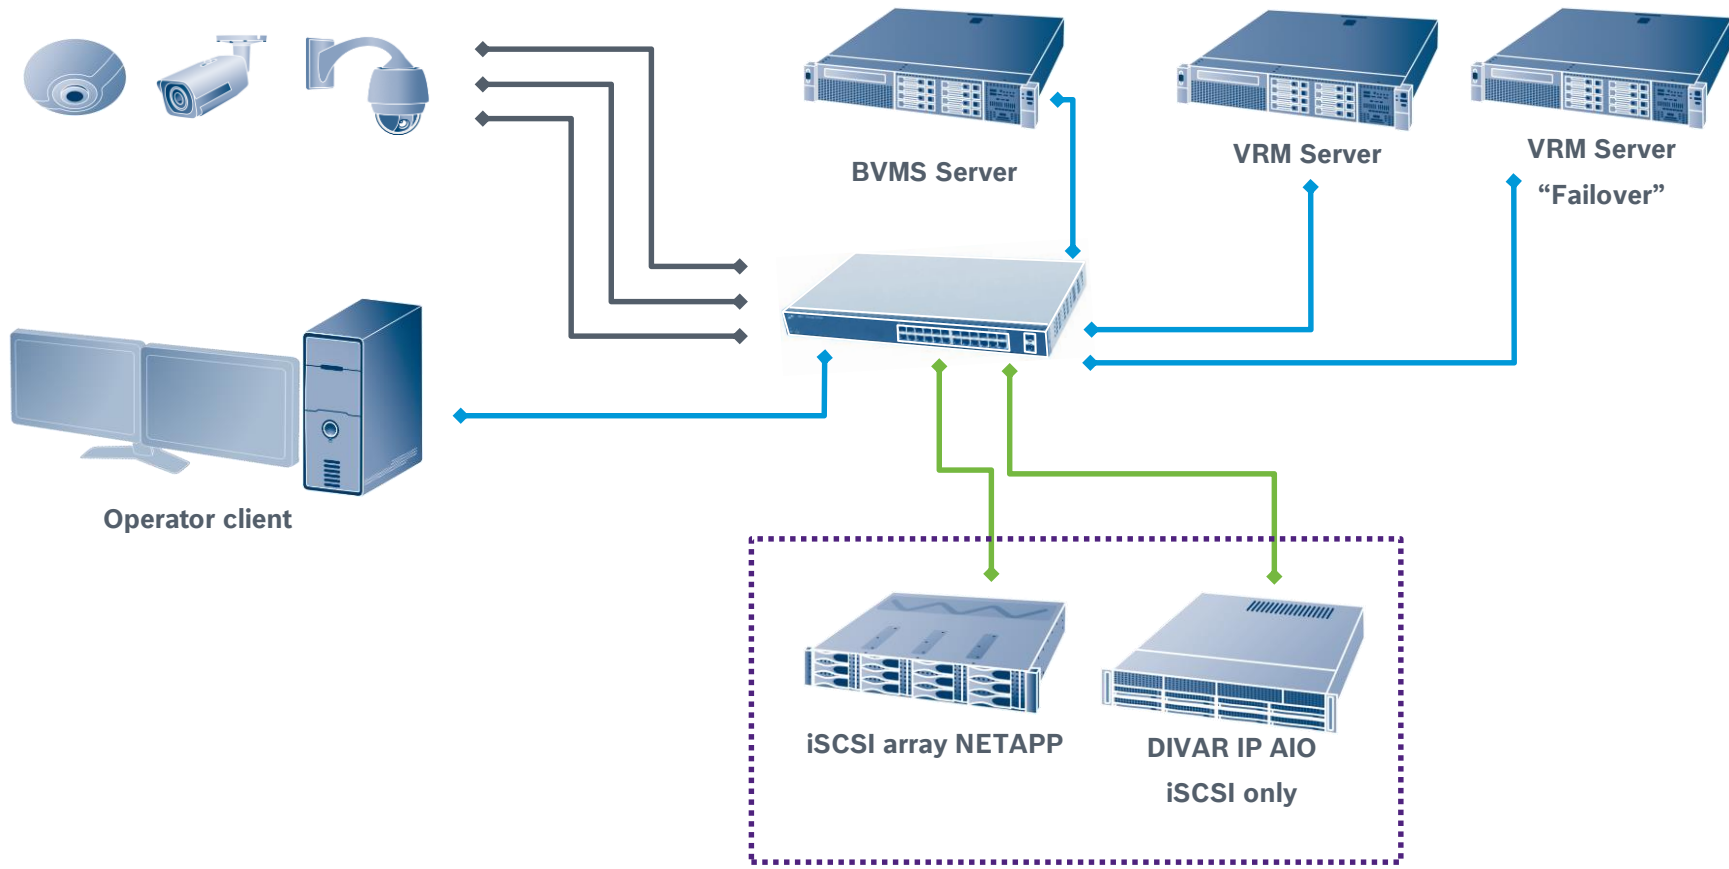 BVMS Server
VRM Server
VRM Server
“Failover”
Operator client
iSCSI array NETAPP
DIVAR IP AIO
iSCSI only